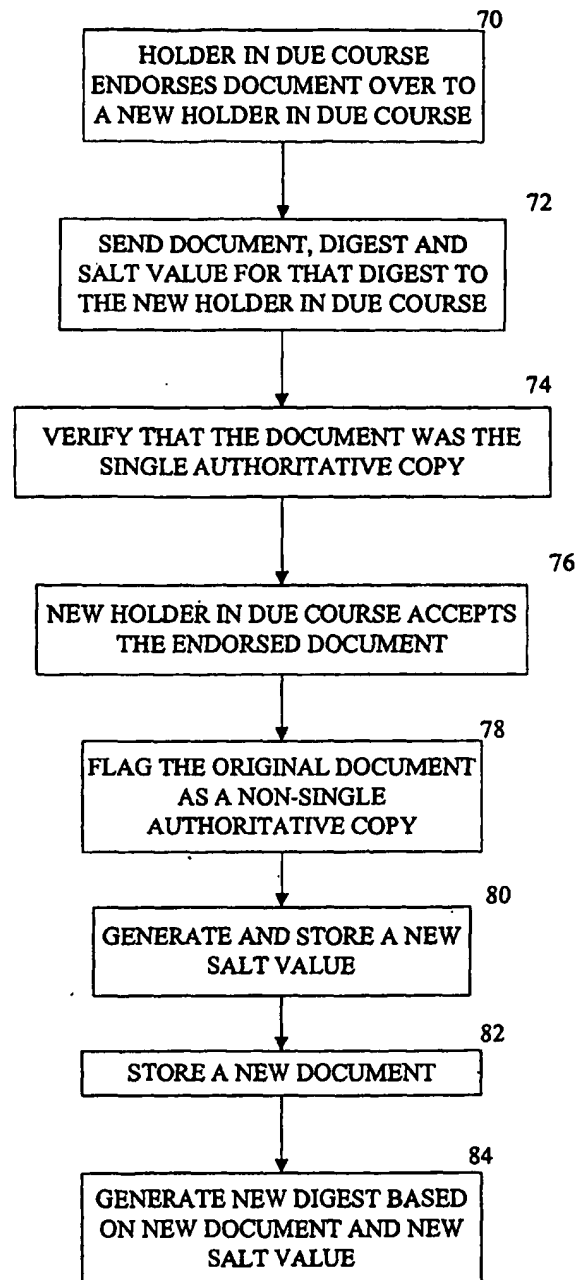 70
HOLDER IN DUE COURSE
ENDORSES DOCUMENT OVER TO
A NEW HOLDER IN DUE COURSE
72
SEND DOCUMENT, DIGEST AND
SALT VALUE FOR THAT DIGEST TO
THE NEW HOLDER IN DUE COURSE
74
VERIFY THAT THE DOCUMENT WAS THE
SINGLE AUTHORITATIVE COPY
76
NEW HOLDER IN DUE COURSE ACCEPTS
THE ENDORSED DOCUMENT
78
FLAG THE ORIGINAL DOCUMENT
AS A NON-SINGLE
AUTHORITATIVE COPY
80
GENERATE AND STORE A NEW
SALT VALUE
82
STORE A NEW DOCUMENT
84
GENERATE NEW DIGEST BASED
ON NEW DOCUMENT AND NEW
SALT VALUE